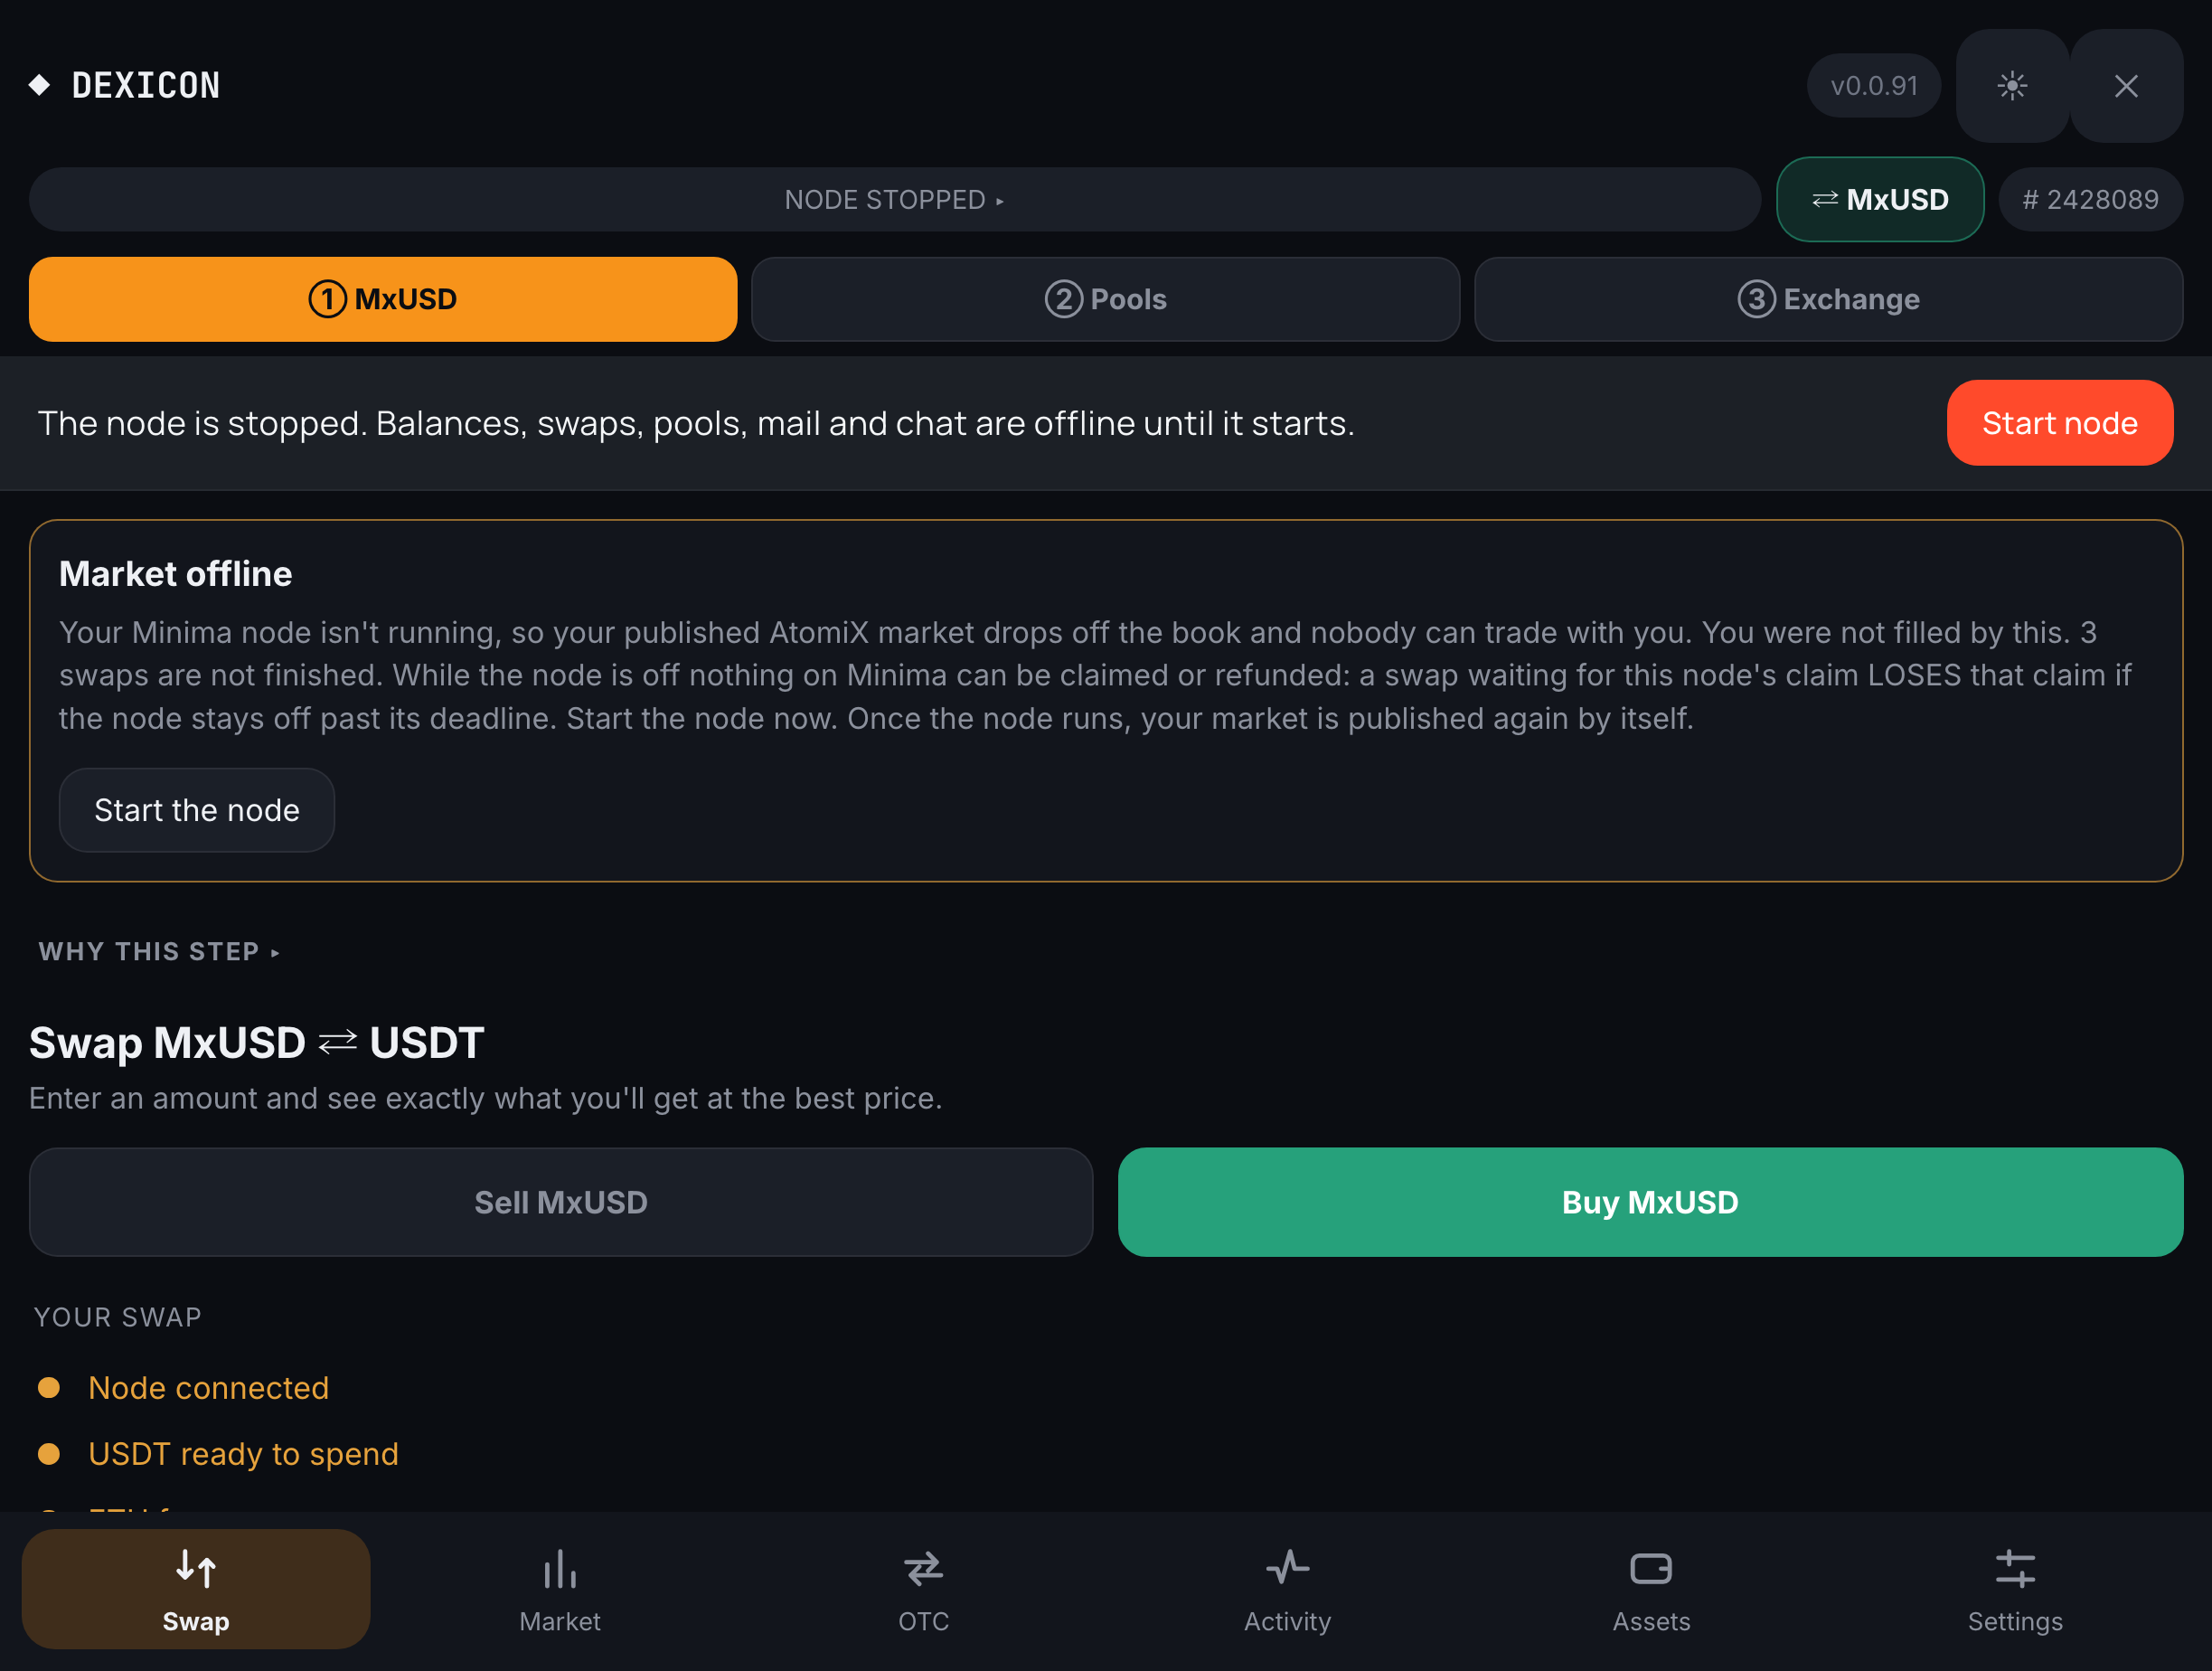 ◆ DEXICON
v0.0.91
NODE STOPPED ▸
⇄ MxUSD
# 2428089
① MxUSD
② Pools
③ Exchange
The node is stopped. Balances, swaps, pools, mail and chat are offline until it starts.
Start node
Market offline
Your Minima node isn't running, so your published AtomiX market drops off the book and nobody can trade with you. You were not filled by this. 3
swaps are not finished. While the node is off nothing on Minima can be claimed or refunded: a swap waiting for this node's claim LOSES that claim if
the node stays off past its deadline. Start the node now. Once the node runs, your market is published again by itself.
Start the node
WHY THIS STEP ▸
Swap MxUSD ⇄ USDT
Enter an amount and see exactly what you'll get at the best price.
Sell MxUSD
Buy MxUSD
YOUR SWAP
Node connected
USDT ready to spend
Swap
Market
OTC
Activity
Assets
Settings